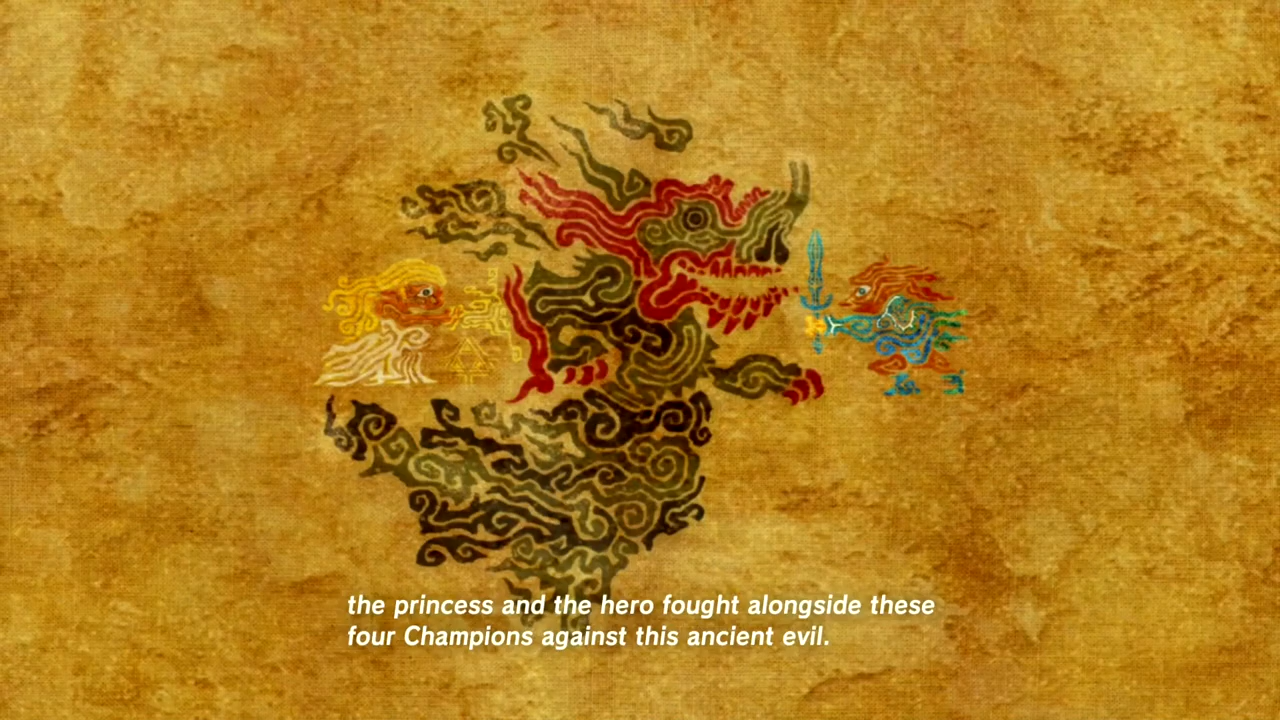 the princess and the hero fought alongside these
four Champions against this ancient evil.